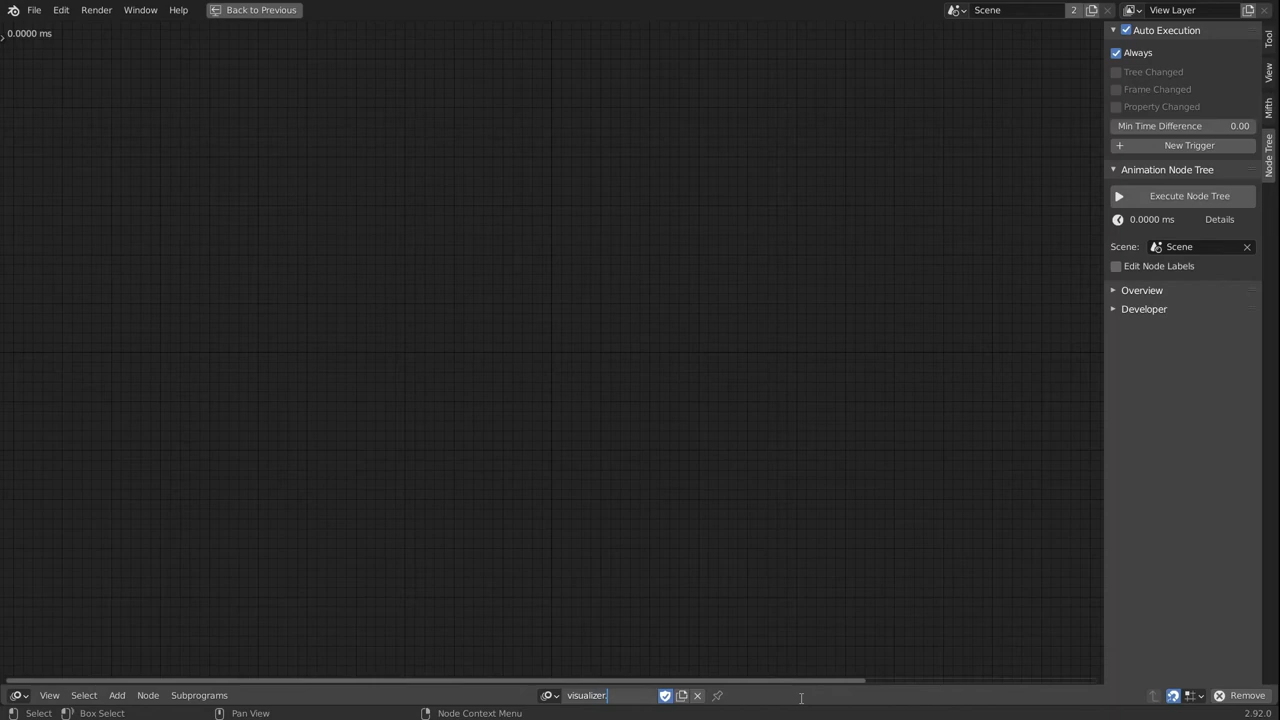 File Edit Render Window Help Back to Previous Scene 2 View Layer
0.0000 ms
Auto Execution
Always
Tree Changed
Frame Changed
Property Changed
Min Time Difference 0.00
New Trigger
Animation Node Tree
Execute Node Tree
0.0000 ms Details
Scene: Scene
Edit Node Labels
Overview
Developer
Tool
View
Mifth
Node Tree
View Select Add Node Subprograms visualizer. Remove
Select Box Select Pan View Node Context Menu 2.92.0